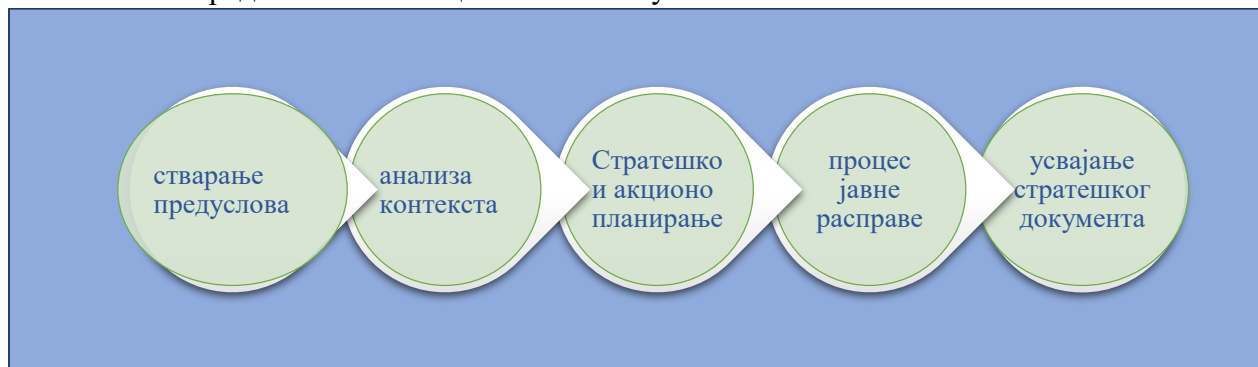 стварање
предуслова
анализа
контекста
Стратешко
и акционо
планирање
процес
јавне
расправе
усвајање
стратешког
документа